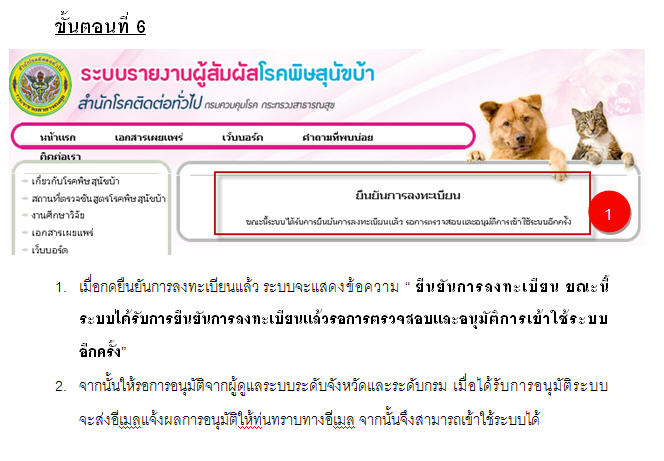 ขั้นตอนที่ 6
ระบบรายงานผู้สัมผัสโรคพิษสุนัขบ้า
สำนักโรคติดต่อทั่วไป กรมควบคุมโรค กระทรวงสาธารณสุข
หน้าแรก เอกสารเผยแพร่ เว็บบอร์ด คำถามที่พบบ่อย
ติดต่อเรา
เกี่ยวกับโรคพิษสุนัขบ้า
สถานที่ตรวจชันสูตรโรคพิษสุนัขบ้า
งานศึกษาวิจัย
เอกสารเผยแพร่
เว็บบอร์ด
ยืนยันการลงทะเบียน
ขณะนี้ระบบได้รับการยืนยันการลงทะเบียนแล้ว รอการตรวจสอบและอนุมัติการเข้าใช้ระบบอีกครั้ง
1
1. เมื่อกดยืนยันการลงทะเบียนแล้ว ระบบจะแสดงข้อความ “ ยืนยันการลงทะเบียน ขณะนี้
ระบบได้รับการยืนยันการลงทะเบียนแล้วรอการตรวจสอบและอนุมัติการเข้าใช้ระบบ
อีกครั้ง”
2. จากนั้นให้รอการอนุมัติจากผู้ดูแลระบบระดับจังหวัดและระดับกรม เมื่อได้รับการอนุมัติระบบ
จะส่งอีเมลแจ้งผลการอนุมัติให้ทุ่นทราบทางอีเมล จากนั้นจึงสามารถเข้าใช้ระบบได้